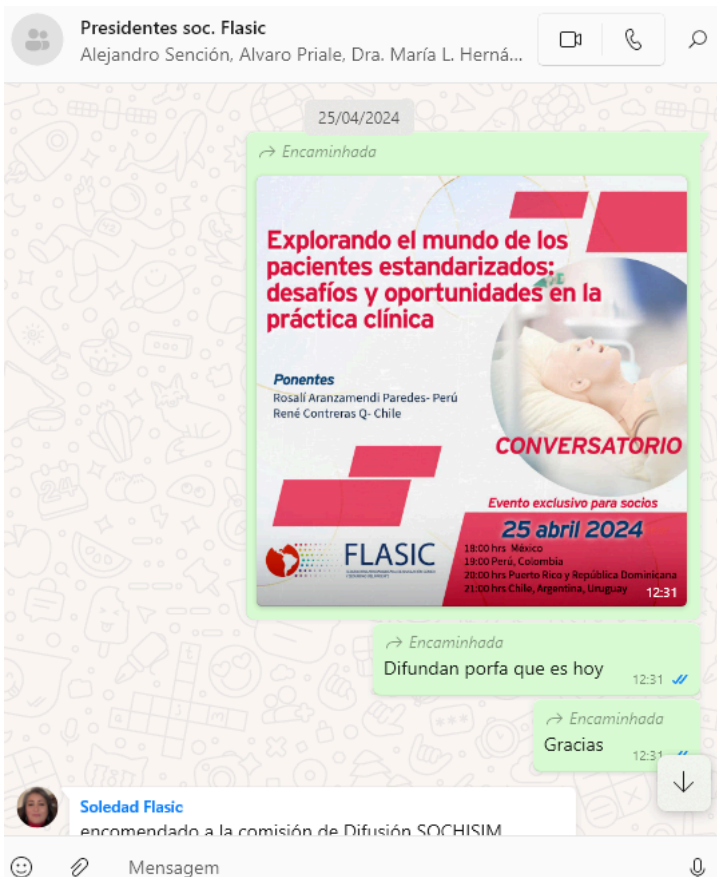 Presidentes soc. Flasic
Alejandro Sención, Alvaro Priale, Dra. María L. Herná...
25/04/2024
Encaminhada
Explorando el mundo de los
pacientes estandarizados:
desafíos y oportunidades en la
práctica clínica
Ponentes
Rosalí Aranzamendi Paredes- Perú
René Contreras Q- Chile
CONVERSATORIO
Evento exclusivo para socios
25 abril 2024
18:00 hrs México
19:00 Perú, Colombia
20:00 hrs Puerto Rico y República Dominicana
21:00 hrs Chile, Argentina, Uruguay
12:31
FLASIC
Encaminhada
Difundan porfa que es hoy
12:31
Encaminhada
Gracias
12:31
Soledad Flasic
encomendado a la comisión de Difusión SOCHISIM
Mensagem